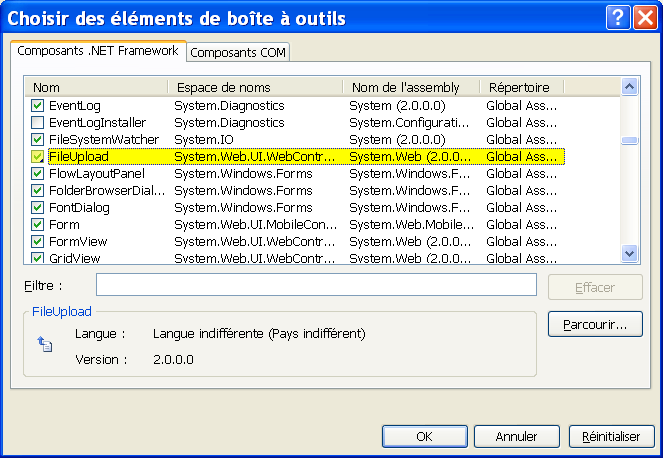 Choisir des éléments de boîte à outils
Composants .NET Framework Composants COM
Nom Espace de noms Nom de l'assembly Répertoire
EventLog System.Diagnostics System (2.0.0.0) Global Ass...
EventLogInstaller System.Diagnostics System.Configurati... Global Ass...
FileSystemWatcher System.IO System (2.0.0.0) Global Ass...
FileUpload System.Web.UI.WebContr... System.Web (2.0.0... Global Ass...
FlowLayoutPanel System.Windows.Forms System.Windows.F... Global Ass...
FolderBrowserDialo... System.Windows.Forms System.Windows.F... Global Ass...
FontDialog System.Windows.Forms System.Windows.F... Global Ass...
Form System.Web.UI.MobileCon... System.Web.Mobile... Global Ass...
FormView System.Web.UI.WebContr... System.Web (2.0.0... Global Ass...
GridView System.Web.UI.WebContr... System.Web (2.0.0... Global Ass...
Filtre :
Effacer
FileUpload
Langue : Langue indifférente (Pays indifférent)
Version : 2.0.0.0
Parcourir...
OK Annuler Réinitialiser